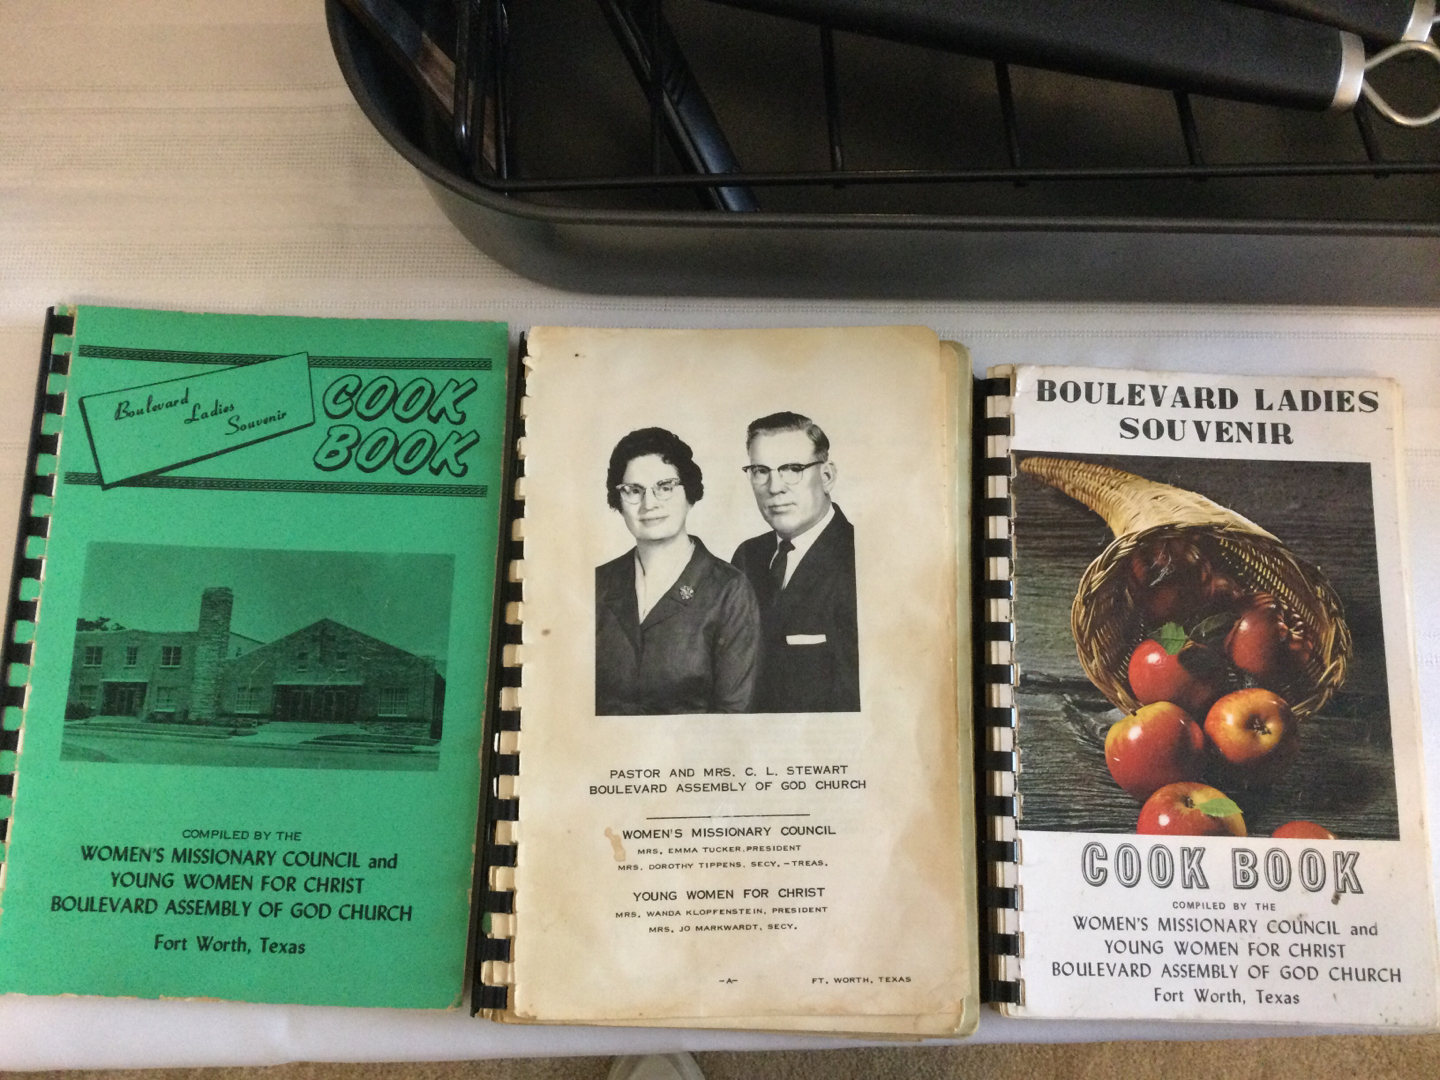 Boulevard
Ladies
Souvenir
COOK
BOOK
COMPILED BY THE
WOMEN'S MISSIONARY COUNCIL and
YOUNG WOMEN FOR CHRIST
BOULEVARD ASSEMBLY OF GOD CHURCH
Fort Worth, Texas
PASTOR AND MRS. C. L. STEWART
BOULEVARD ASSEMBLY OF GOD CHURCH
WOMEN'S MISSIONARY COUNCIL
MRS. EMMA TUCKER, PRESIDENT
MRS. DOROTHY TIPPENS, SECY. - TREAS.
YOUNG WOMEN FOR CHRIST
MRS. WANDA KLOPFENSTEIN, PRESIDENT
MRS. JO MARKWARDT, SECY.
-A- FT. WORTH, TEXAS
BOULEVARD LADIES
SOUVENIR
COOK BOOK
COMPILED BY THE
WOMEN'S MISSIONARY COUNCIL and
YOUNG WOMEN FOR CHRIST
BOULEVARD ASSEMBLY OF GOD CHURCH
Fort Worth, Texas